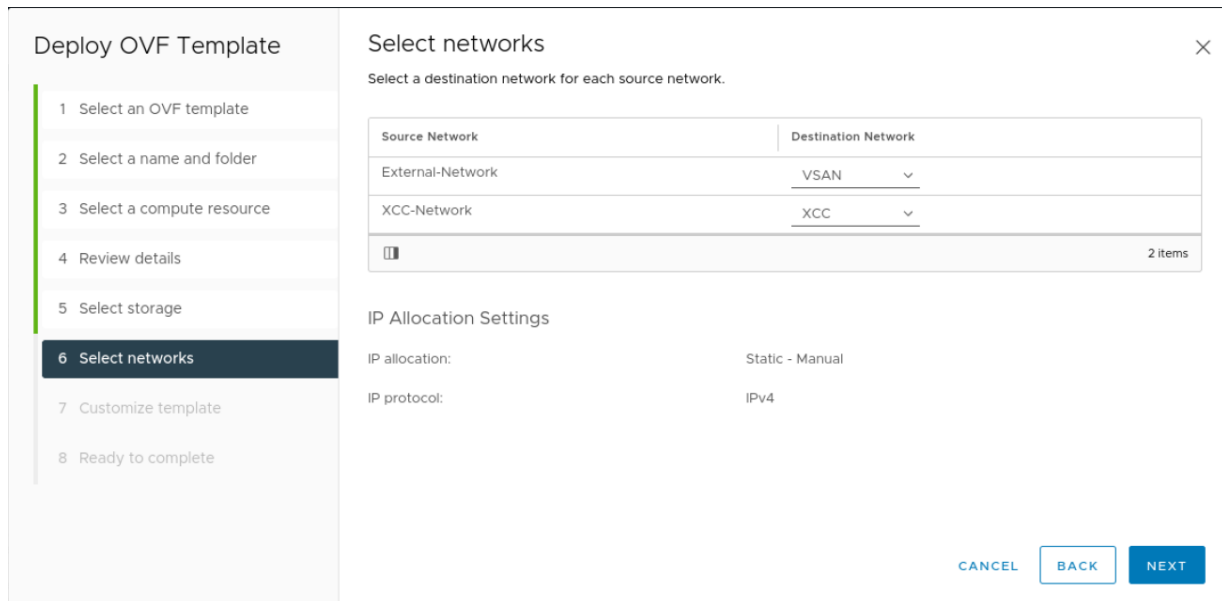 Deploy OVF Template
1 Select an OVF template
2 Select a name and folder
3 Select a compute resource
4 Review details
5 Select storage
6 Select networks
7 Customize template
8 Ready to complete
Select networks
Select a destination network for each source network.
Source Network Destination Network
External-Network VSAN
XCC-Network XCC
2 items
IP Allocation Settings
IP allocation: Static - Manual
IP protocol: IPv4
CANCEL BACK NEXT